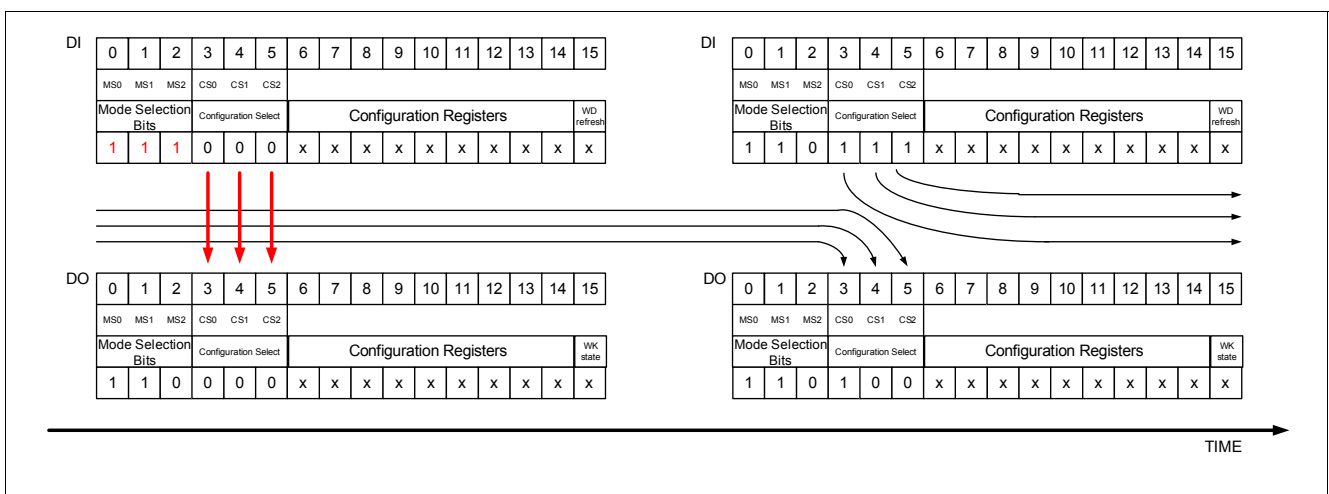 DI 0 1 2 3 4 5 6 7 8 9 10 11 12 13 14 15
MS0 MS1 MS2 CS0 CS1 CS2
Mode Selection Bits Configuration Select Configuration Registers WD refresh
1 1 1 0 0 0 x x x x x x x x x x
DI 0 1 2 3 4 5 6 7 8 9 10 11 12 13 14 15
MS0 MS1 MS2 CS0 CS1 CS2
Mode Selection Bits Configuration Select Configuration Registers WD refresh
1 1 0 1 1 1 x x x x x x x x x x
DO 0 1 2 3 4 5 6 7 8 9 10 11 12 13 14 15
MS0 MS1 MS2 CS0 CS1 CS2
Mode Selection Bits Configuration Select Configuration Registers WK state
1 1 0 0 0 0 x x x x x x x x x x
DO 0 1 2 3 4 5 6 7 8 9 10 11 12 13 14 15
MS0 MS1 MS2 CS0 CS1 CS2
Mode Selection Bits Configuration Select Configuration Registers WK state
1 1 0 1 0 0 x x x x x x x x x x
TIME